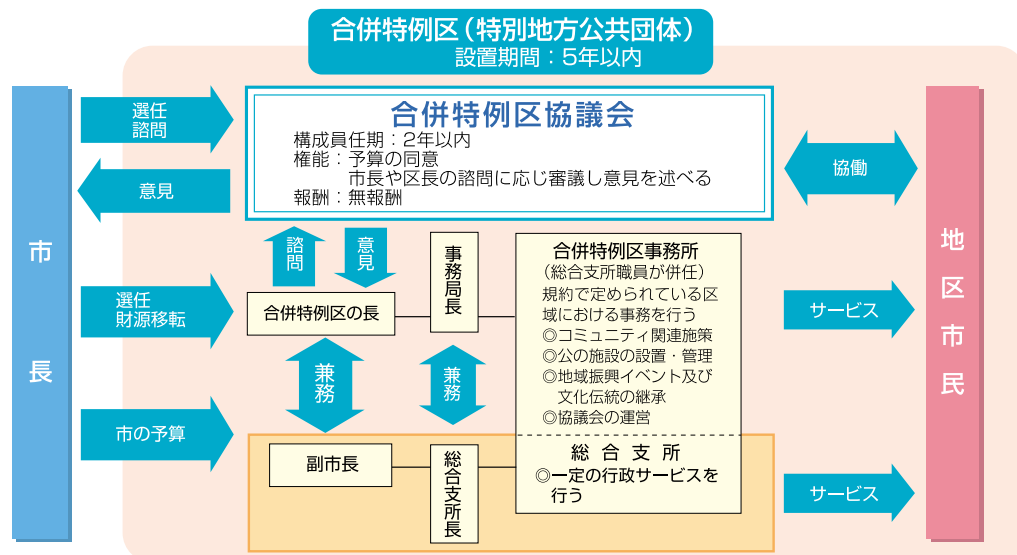 合併特例区(特別地方公共団体)
設置期間：5年以内
市長
選任
諮問
意見
合併特例区協議会
構成員任期：2年以内
権能：予算の同意
市長や区長の諮問に応じ審議し意見を述べる
報酬：無報酬
協働
地区市民
諮問
意見
選任
財源移転
合併特例区の長
事務局長
合併特例区事務所
(総合支所職員が併任)
規約で定められている区
域における事務を行う
◎コミュニティ関連施策
◎公の施設の設置・管理
◎地域振興イベント及び
文化伝統の継承
◎協議会の運営
サービス
兼務
兼務
市の予算
副市長
総合支所長
総合支所
◎一定の行政サービスを
行う
サービス